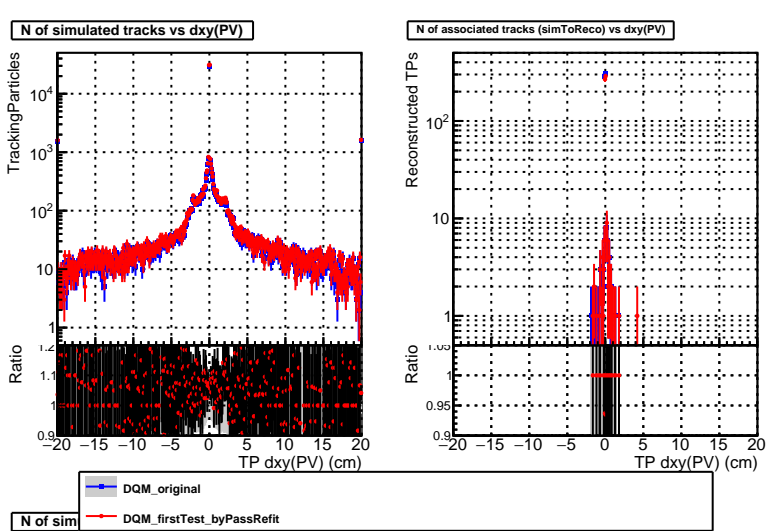 N of simulated tracks vs dxy(PV)
TrackingParticles
10^4
10^3
10^2
10
1
Ratio
1.2
1.1
1
0.9
−20 −15 −10 −5 0 5 10 15 20
TP dxy(PV) (cm)
N of associated tracks (simToReco) vs dxy(PV)
Reconstructed TPs
10^2
10
1
Ratio
1.05
1
0.95
0.9
−20 −15 −10 −5 0 5 10 15 20
TP dxy(PV) (cm)
DQM_original
DQM_firstTest_byPassRefit
N of sim